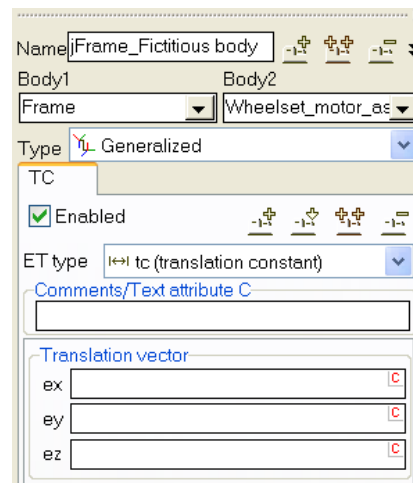 Name jFrame_Fictitious body
Body1 Body2
Frame Wheelset_motor_as
Type Generalized
TC
Enabled
ET type tc (translation constant)
Comments/Text attribute C
Translation vector
ex C
ey C
ez C